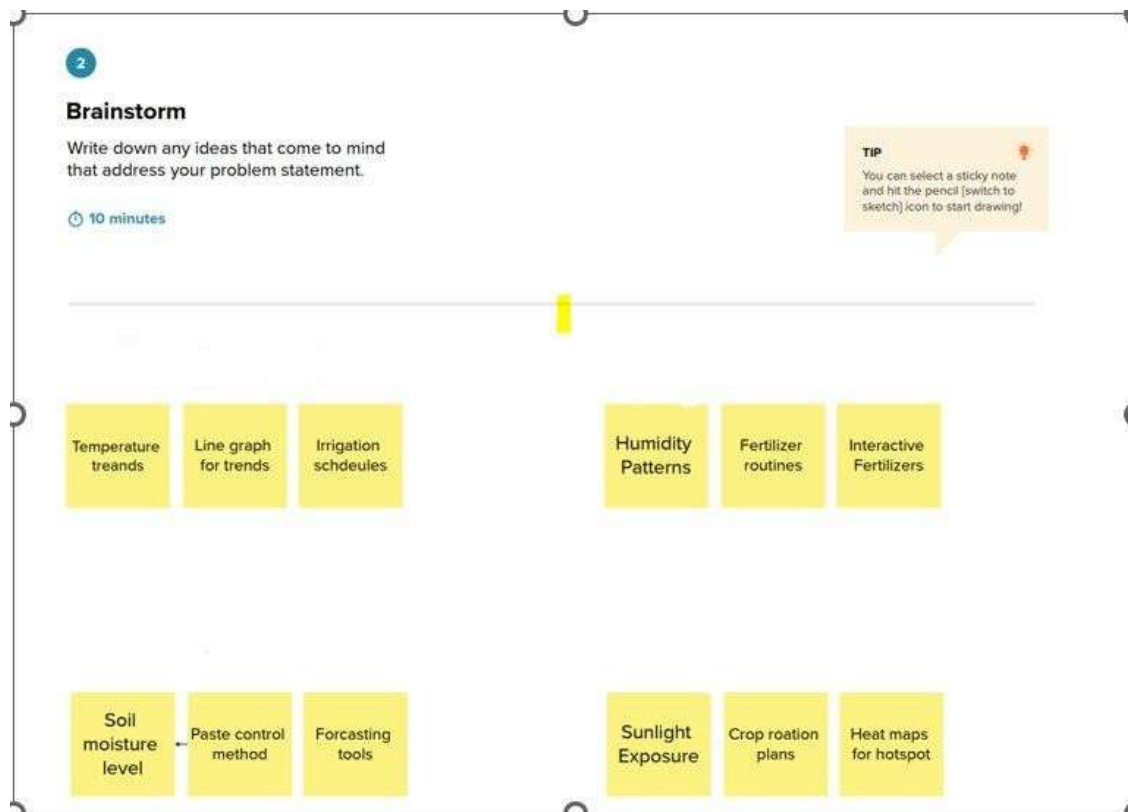 2
Brainstorm
Write down any ideas that come to mind
that address your problem statement.
10 minutes
TIP
You can select a sticky note
and hit the pencil [switch to
sketch] icon to start drawing!
Temperature
treands
Line graph
for trends
Irrigation
schdeules
Humidity
Patterns
Fertilizer
routines
Interactive
Fertilizers
Soil
moisture
level
Paste control
method
Forcasting
tools
Sunlight
Exposure
Crop roation
plans
Heat maps
for hotspot